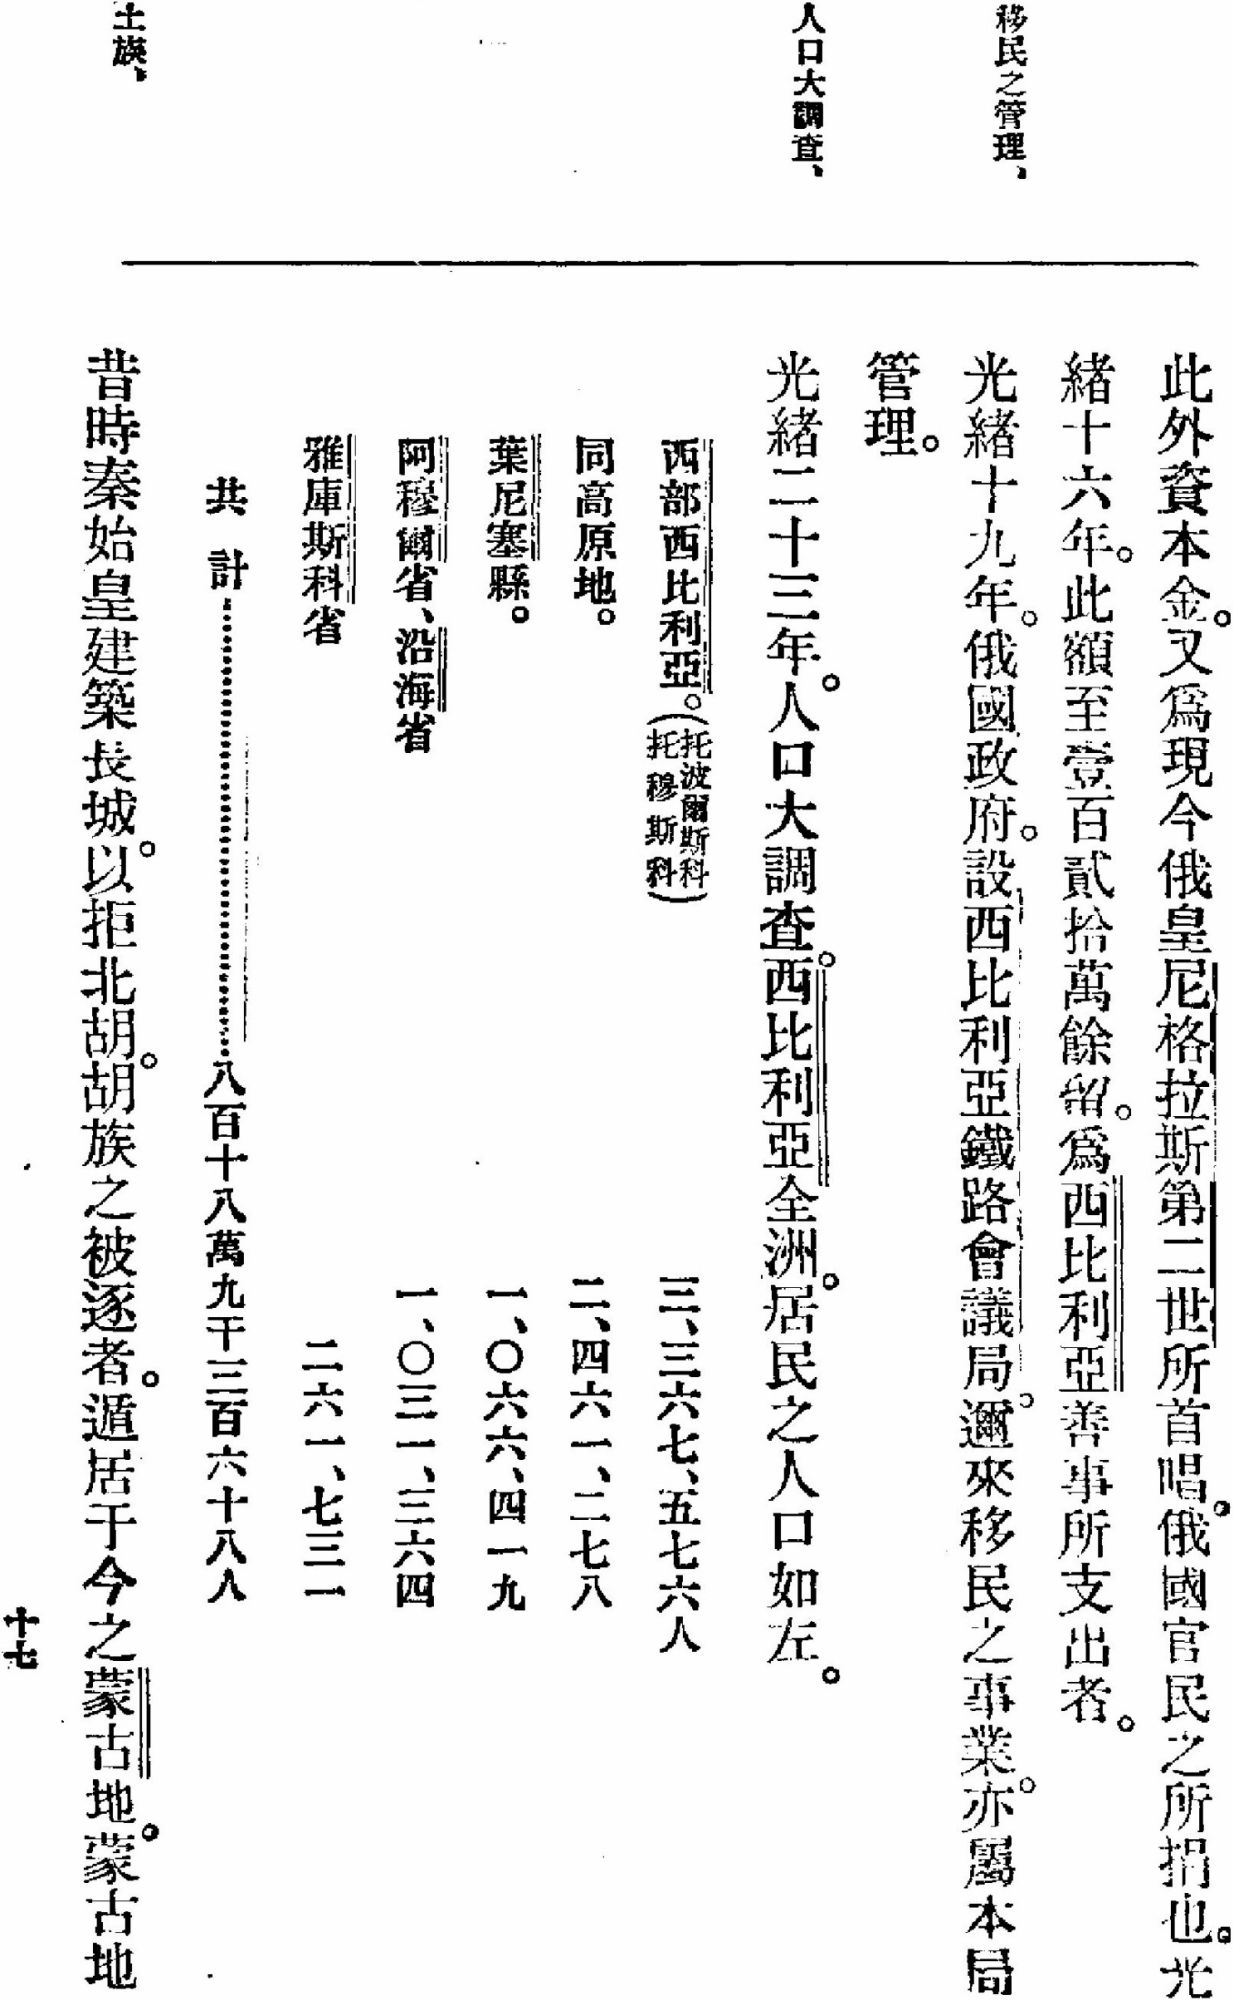 移民之管理、
人口大調査、
土族、
此外資本金。又爲現今俄皇尼格拉斯第二世所首唱。俄國官民之所捐也。光
緒十六年。此額至壹百貳拾萬餘留。爲西比利亞善事所支出者。
光緒十九年。俄國政府。設西比利亞鐵路會議局。邇來移民之事業。亦屬本局
管理。
光緒二十三年。人口大調査。西比利亞全洲。居民之人口如左。
西部西比利亞。(托波爾斯科 托穆斯科) 三、三六七、五七六人
同高原地。 二、四六一、二七八
葉尼塞縣。 一、〇六六、四一九
阿穆爾省、沿海省 一、〇三一、三六四
雅庫斯科省 二六一、七三一
共計……………………八百十八萬九千三百六十八人
昔時秦始皇建築長城。以拒北胡。胡族之被逐者。遁居于今之蒙古地。蒙古地
十七